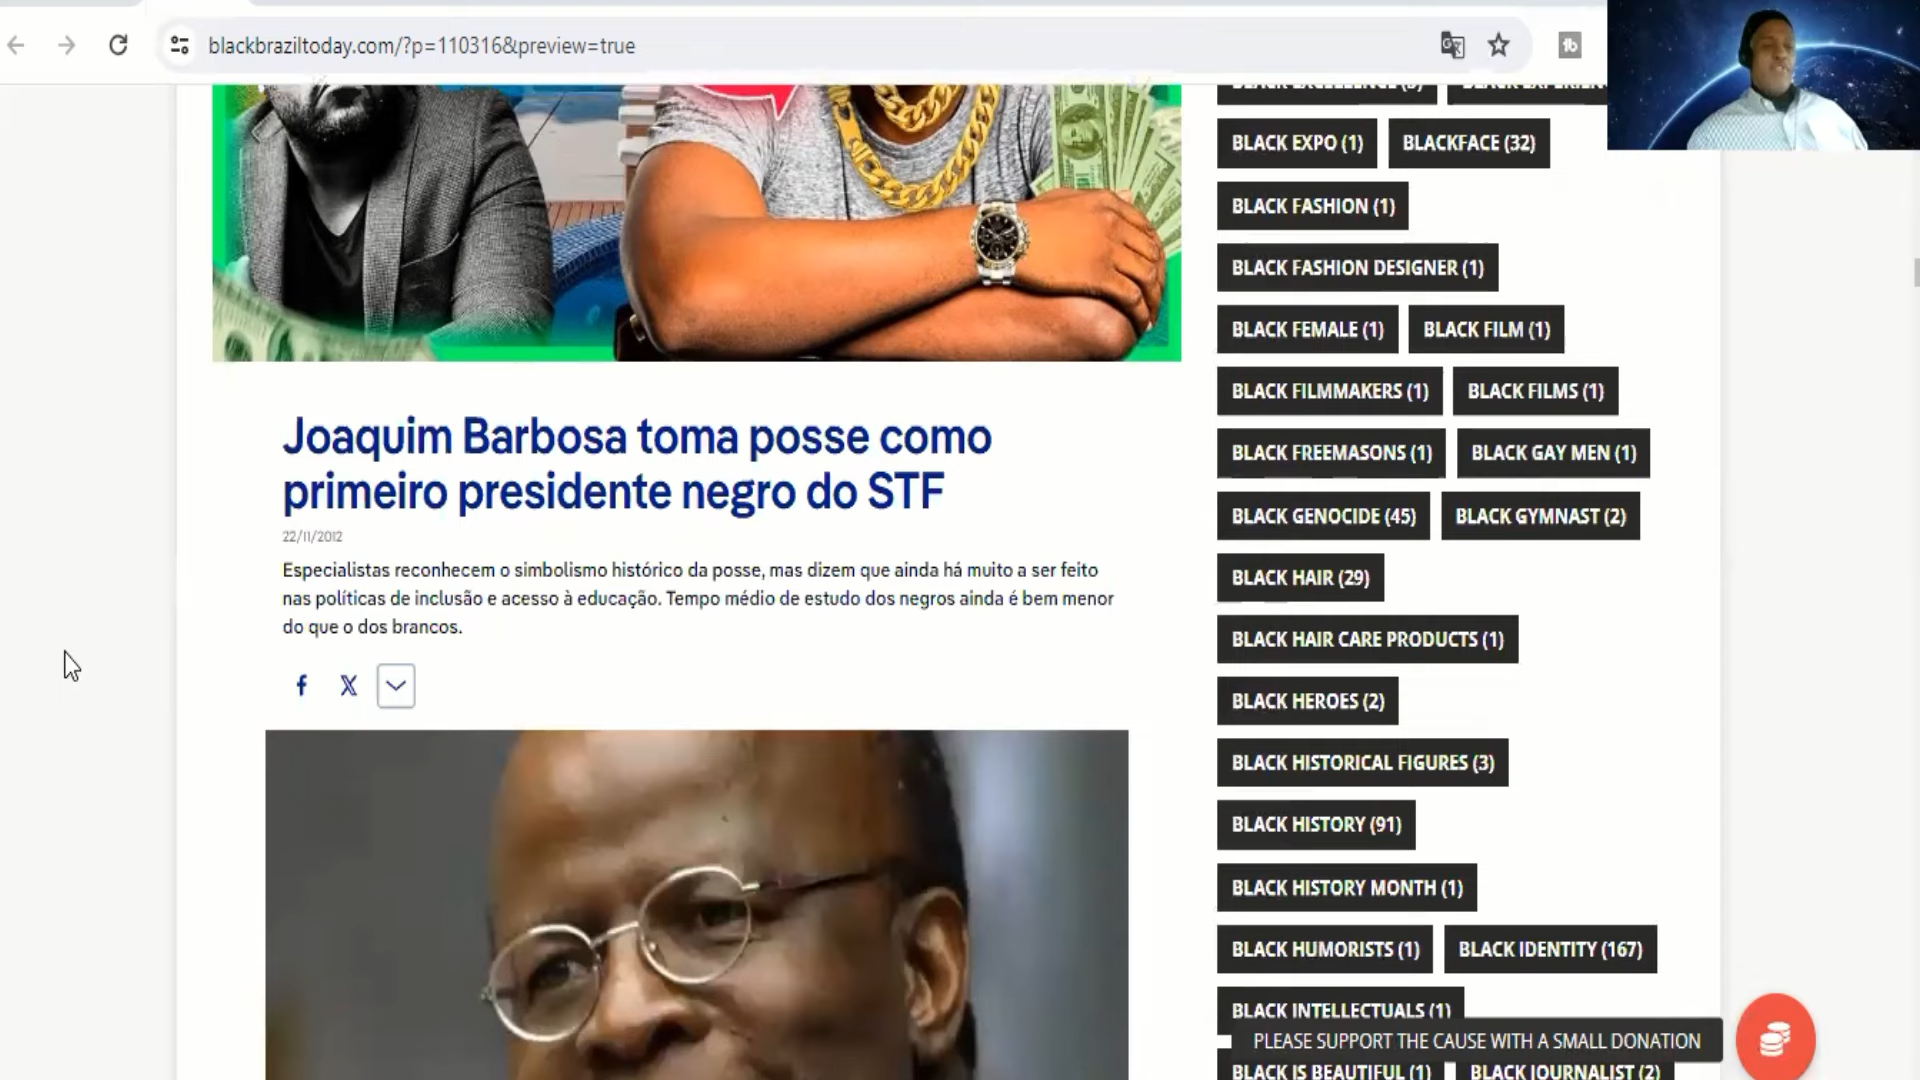 blackbraziltoday.com/?p=110316&preview=true
BLACK EXPO (1)
BLACKFACE (32)
BLACK FASHION (1)
BLACK FASHION DESIGNER (1)
BLACK FEMALE (1)
BLACK FILM (1)
BLACK FILMMAKERS (1)
BLACK FILMS (1)
BLACK FREEMASONS (1)
BLACK GAY MEN (1)
BLACK GENOCIDE (45)
BLACK GYMNAST (2)
BLACK HAIR (29)
BLACK HAIR CARE PRODUCTS (1)
BLACK HEROES (2)
BLACK HISTORICAL FIGURES (3)
BLACK HISTORY (91)
BLACK HISTORY MONTH (1)
BLACK HUMORISTS (1)
BLACK IDENTITY (167)
BLACK INTELLECTUALS (1)
BLACK IS BEAUTIFUL (1)
BLACK JOURNALIST (2)
Joaquim Barbosa toma posse como
primeiro presidente negro do STF
22/11/2012
Especialistas reconhecem o simbolismo histórico da posse, mas dizem que ainda há muito a ser feito
nas políticas de inclusão e acesso à educação. Tempo médio de estudo dos negros ainda é bem menor
do que o dos brancos.
PLEASE SUPPORT THE CAUSE WITH A SMALL DONATION